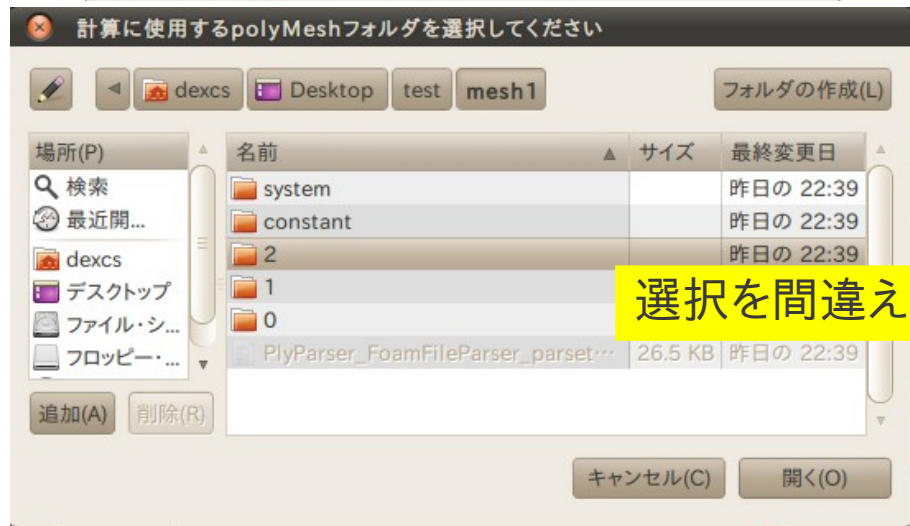 計算に使用するpolyMeshフォルダを選択してください
dexcs Desktop test mesh1 フォルダの作成(L)
場所(P) 名前 サイズ 最終変更日
検索 system 昨日の 22:39
最近開... constant 昨日の 22:39
dexcs 2 昨日の 22:39
デスクトップ 1
選択を間違え
ファイル・シ... 0
フロッピー・... PlyParser_FoamFileParser_parset… 26.5 KB 昨日の 22:39
追加(A) 削除(R)
キャンセル(C) 開く(O)